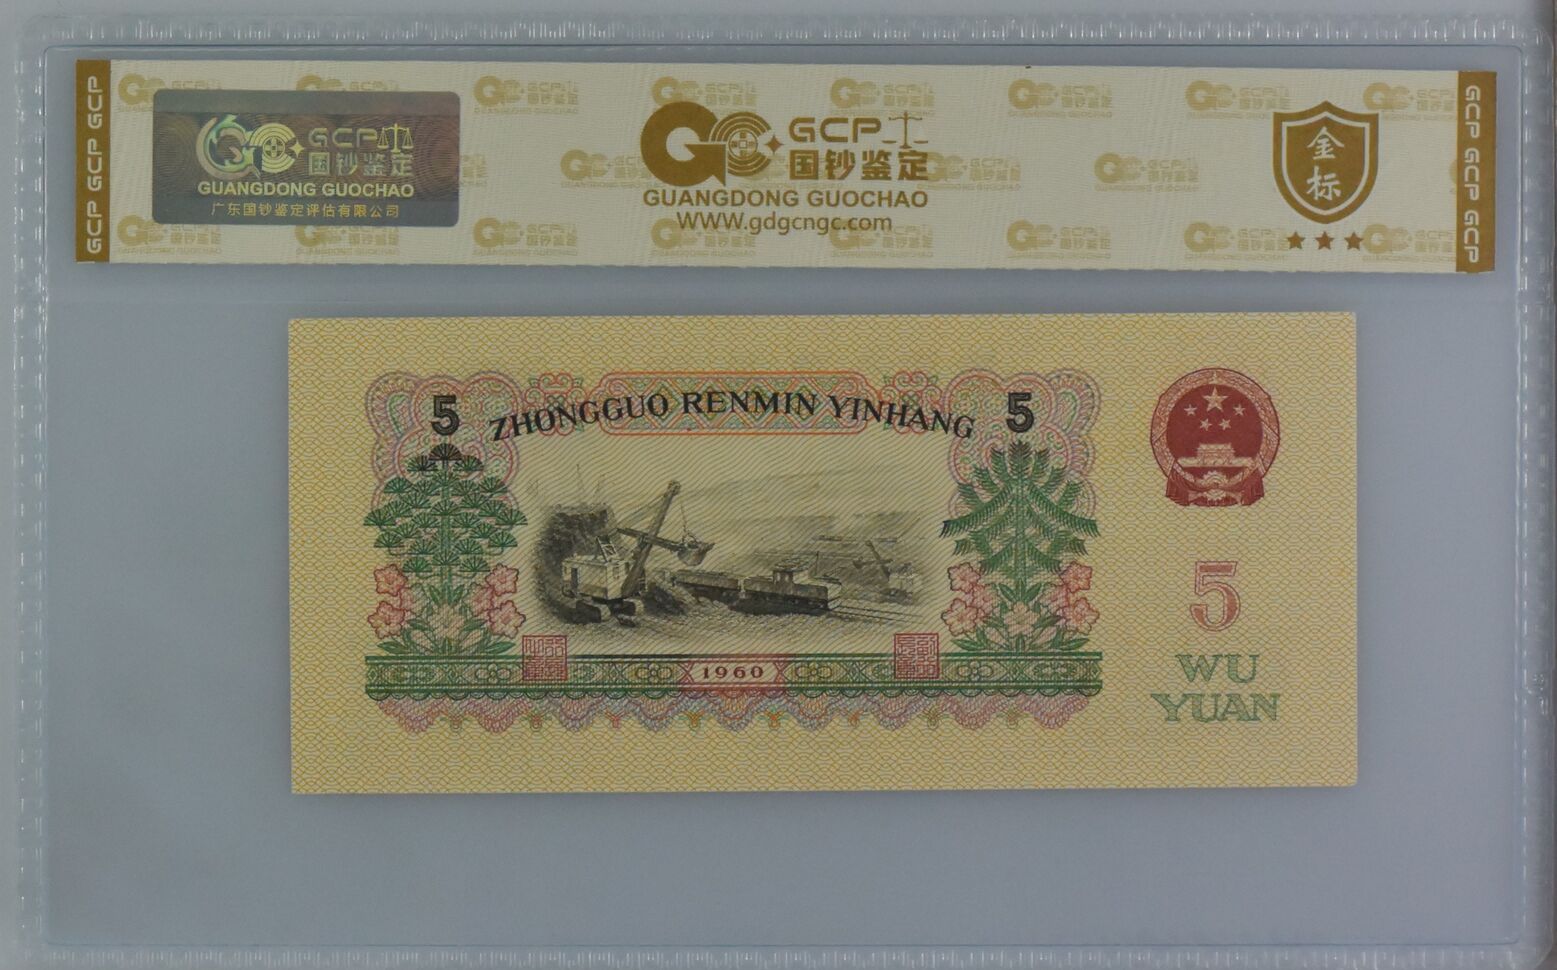 GCP GCP GCP
GCP
国钞鉴定
GUANGDONG GUOCHAO
广东国钞鉴定评估有限公司
GCP
国钞鉴定
GUANGDONG GUOCHAO
WWW.gdgcngc.com
金
标
GCP GCP GCP GCP
5 ZHONGGUO RENMIN YINHANG 5
1960
5
WU
YUAN